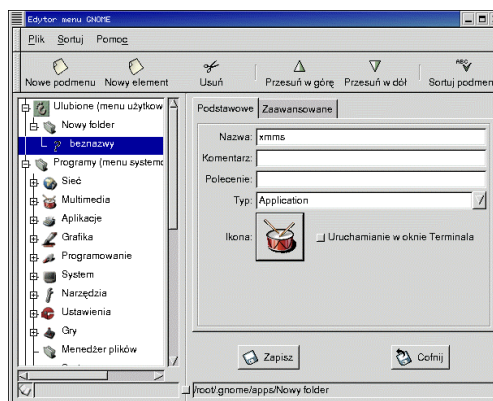 Edytor menu GNOME
Plik Sortuj Pomoc
Nowe podmenu Nowy element Usuń Przesuń w górę Przesuń w dół Sortuj podmen
Ulubione (menu użytkow
Nowy folder
beznazwy
Programy (menu systemo
Sieć
Multimedia
Aplikacje
Grafika
Programowanie
System
Narzędzia
Ustawienia
Gry
Menedżer plików
Podstawowe Zaawansowane
Nazwa: xmms
Komentarz:
Polecenie:
Typ: Application
Ikona: Uruchamianie w oknie Terminala
Zapisz Cofnij
/root/.gnome/apps/Nowy folder